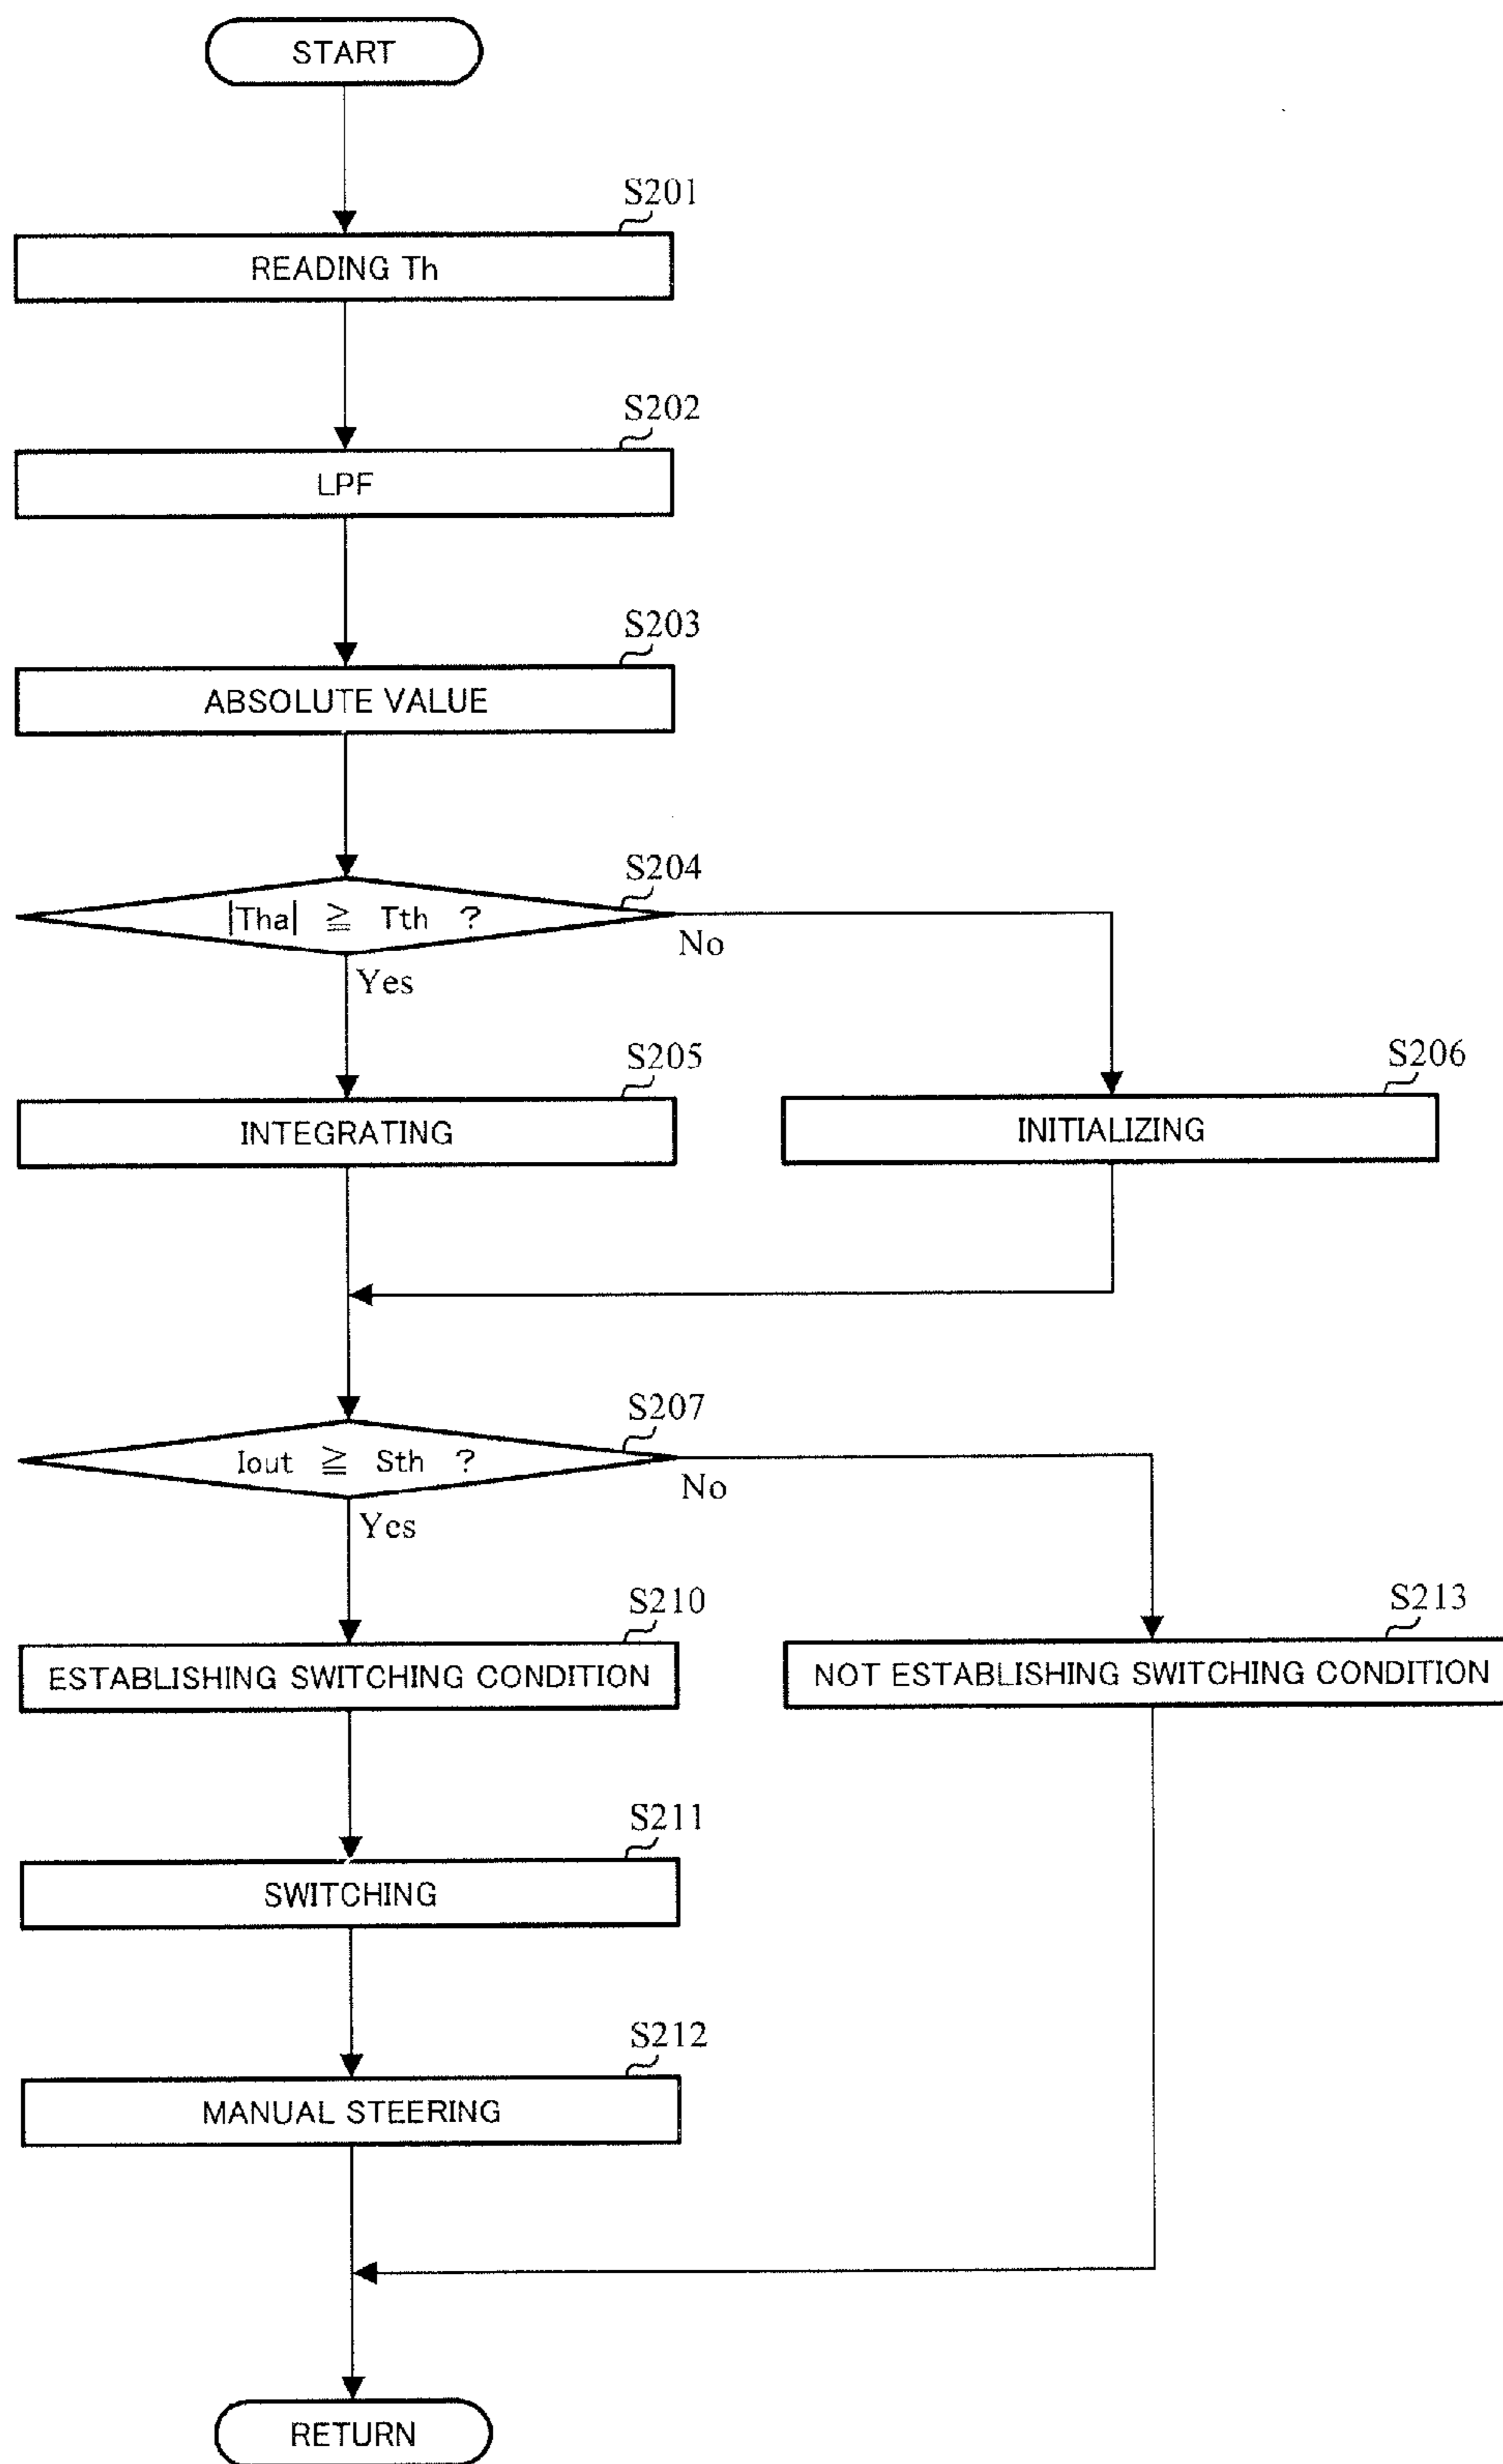 START
S201
READING Th
S202
LPF
S203
ABSOLUTE VALUE
S204
|Tha| ≧ Tth ?
No
Yes
S205
INTEGRATING
S206
INITIALIZING
S207
Iout ≧ Sth ?
No
Yes
S210
ESTABLISHING SWITCHING CONDITION
S213
NOT ESTABLISHING SWITCHING CONDITION
S211
SWITCHING
S212
MANUAL STEERING
RETURN